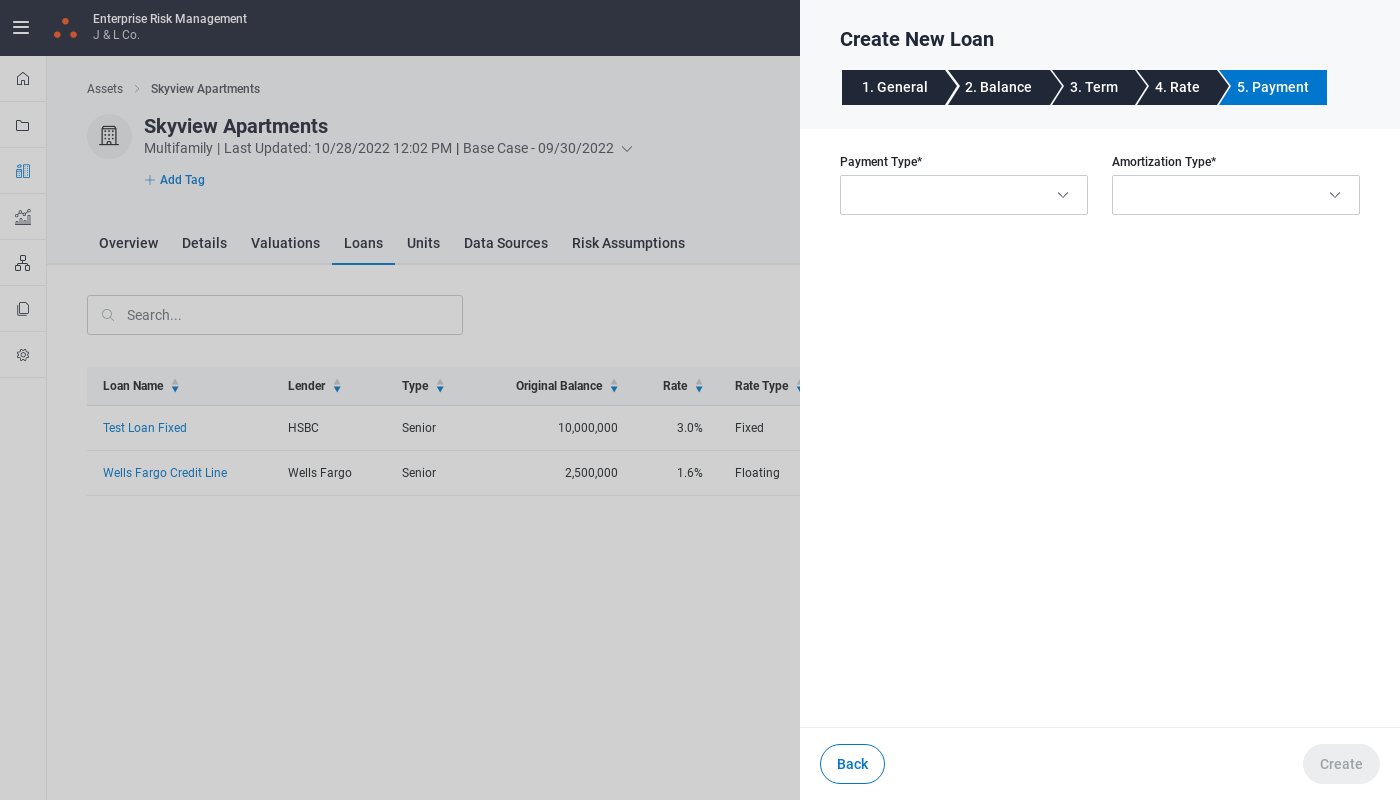 Enterprise Risk Management
J & L Co.
Assets
Skyview Apartments
Skyview Apartments
Multifamily | Last Updated: 10/28/2022 12:02 PM | Base Case - 09/30/2022
Add Tag
Overview Details Valuations Loans Units Data Sources Risk Assumptions
Search...
Loan Name Lender Type Original Balance Rate Rate Type
Test Loan Fixed HSBC Senior 10,000,000 3.0% Fixed
Wells Fargo Credit Line Wells Fargo Senior 2,500,000 1.6% Floating
Create New Loan
1. General 2. Balance 3. Term 4. Rate 5. Payment
Payment Type* Amortization Type*
Back Create